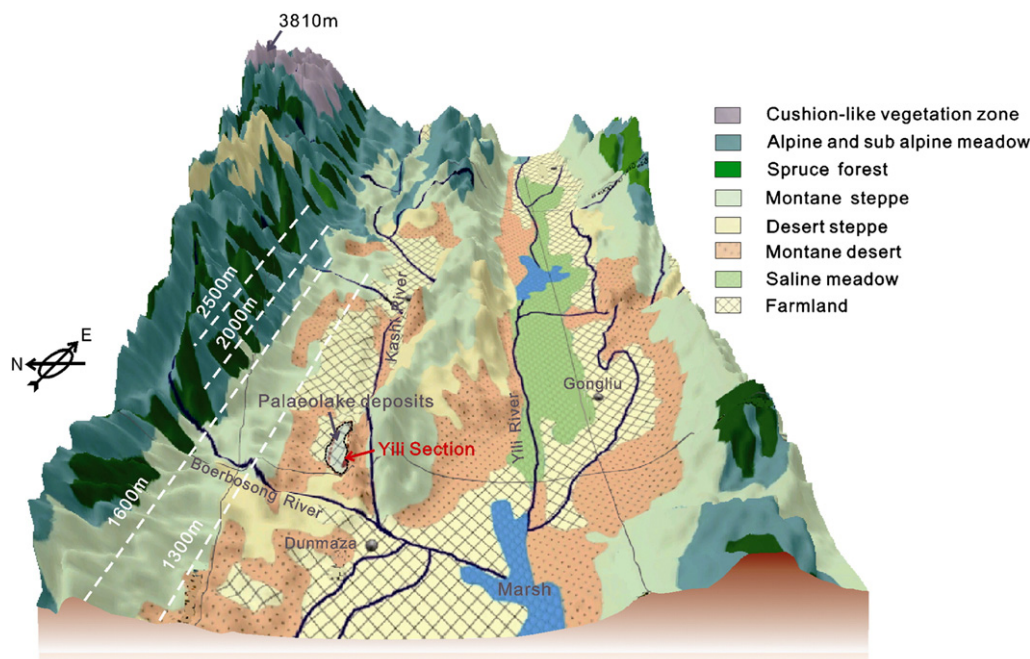 3810m
Cushion-like vegetation zone
Alpine and sub alpine meadow
Spruce forest
Montane steppe
Desert steppe
Montane desert
Saline meadow
Farmland
2500m
2000m
N
E
Kashi River
Gongliu
Palaeolake deposits
Yili Section
Yili River
Boerbosong River
1600m
1300m
Dunmaza
Marsh